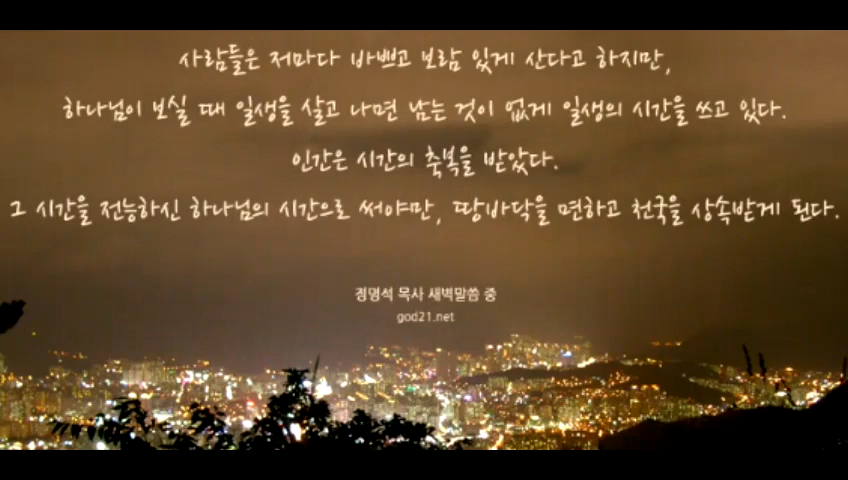 사람들은 저마다 바쁘고 보람 있게 산다고 하지만,
하나님이 보실 때 일생을 살고 나면 남는 것이 없게 일생의 시간을 쓰고 있다.
인간은 시간의 축복을 받았다.
그 시간을 전능하신 하나님의 시간으로 써야만, 땅바닥을 면하고 천국을 상속받게 된다.
정명석 목사 새벽말씀 중
god21.net